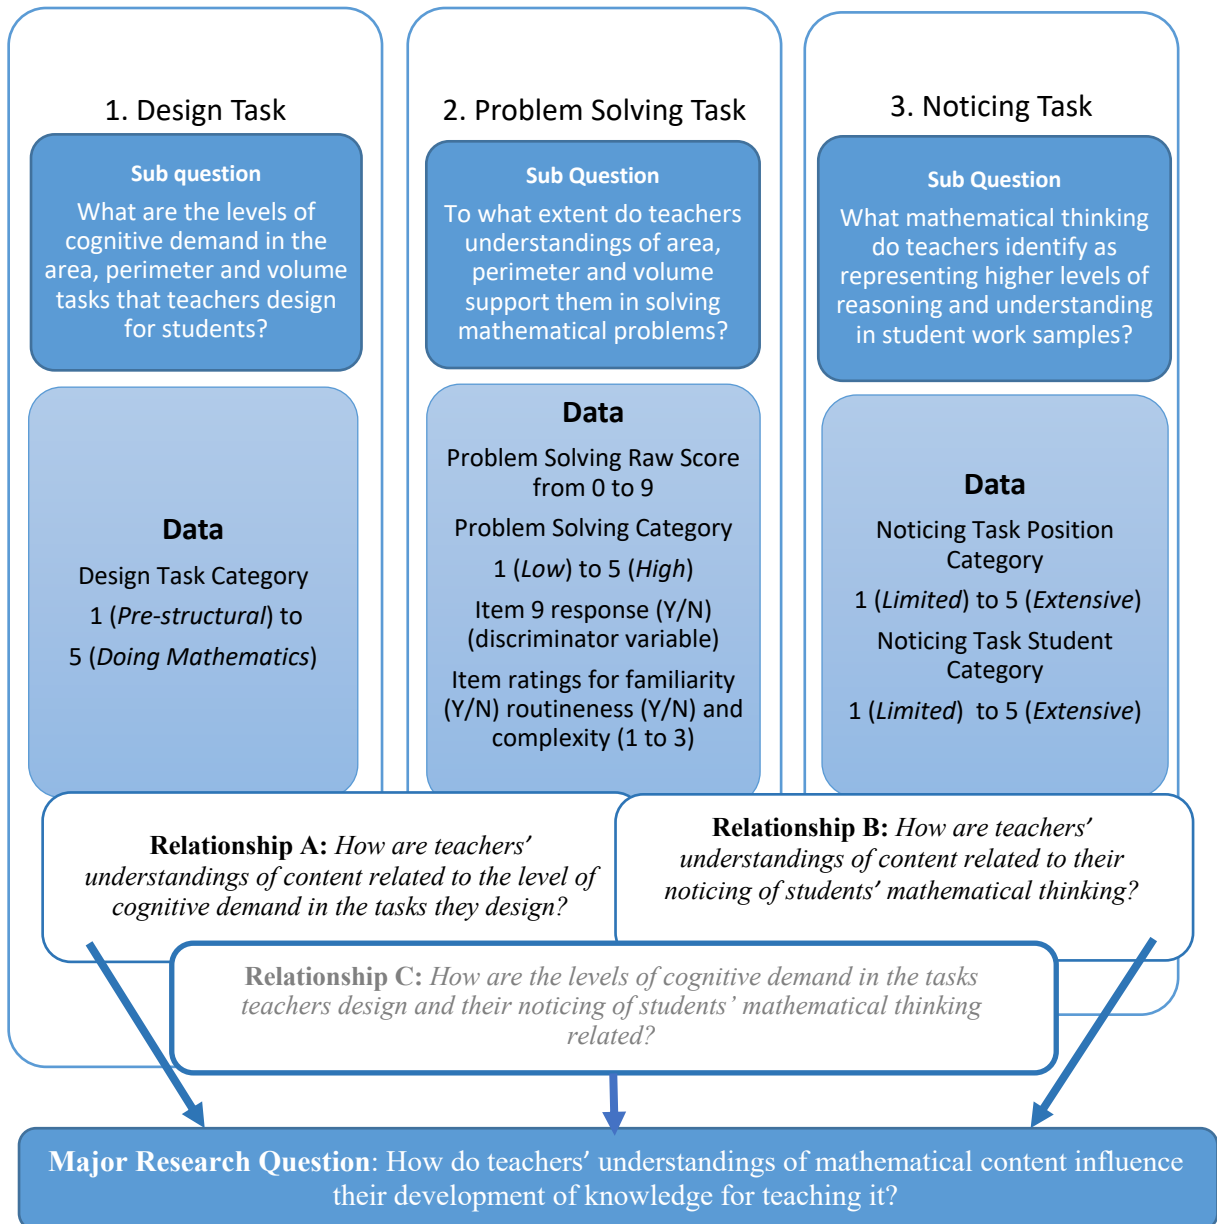 1. Design Task
Sub question
What are the levels of
cognitive demand in the
area, perimeter and volume
tasks that teachers design
for students?
Data
Design Task Category
1 (Pre-structural) to
5 (Doing Mathematics)
2. Problem Solving Task
Sub Question
To what extent do teachers
understandings of area,
perimeter and volume
support them in solving
mathematical problems?
Data
Problem Solving Raw Score
from 0 to 9
Problem Solving Category
1 (Low) to 5 (High)
Item 9 response (Y/N)
(discriminator variable)
Item ratings for familiarity
(Y/N) routineness (Y/N) and
complexity (1 to 3)
3. Noticing Task
Sub Question
What mathematical thinking
do teachers identify as
representing higher levels of
reasoning and understanding
in student work samples?
Data
Noticing Task Position
Category
1 (Limited) to 5 (Extensive)
Noticing Task Student
Category
1 (Limited)  to 5 (Extensive)
Relationship A: How are teachers’
understandings of content related to the level of
cognitive demand in the tasks they design?
Relationship B: How are teachers’
understandings of content related to their
noticing of students’ mathematical thinking?
Relationship C: How are the levels of cognitive demand in the tasks
teachers design and their noticing of students’ mathematical thinking
related?
Major Research Question: How do teachers’ understandings of mathematical content influence
their development of knowledge for teaching it?